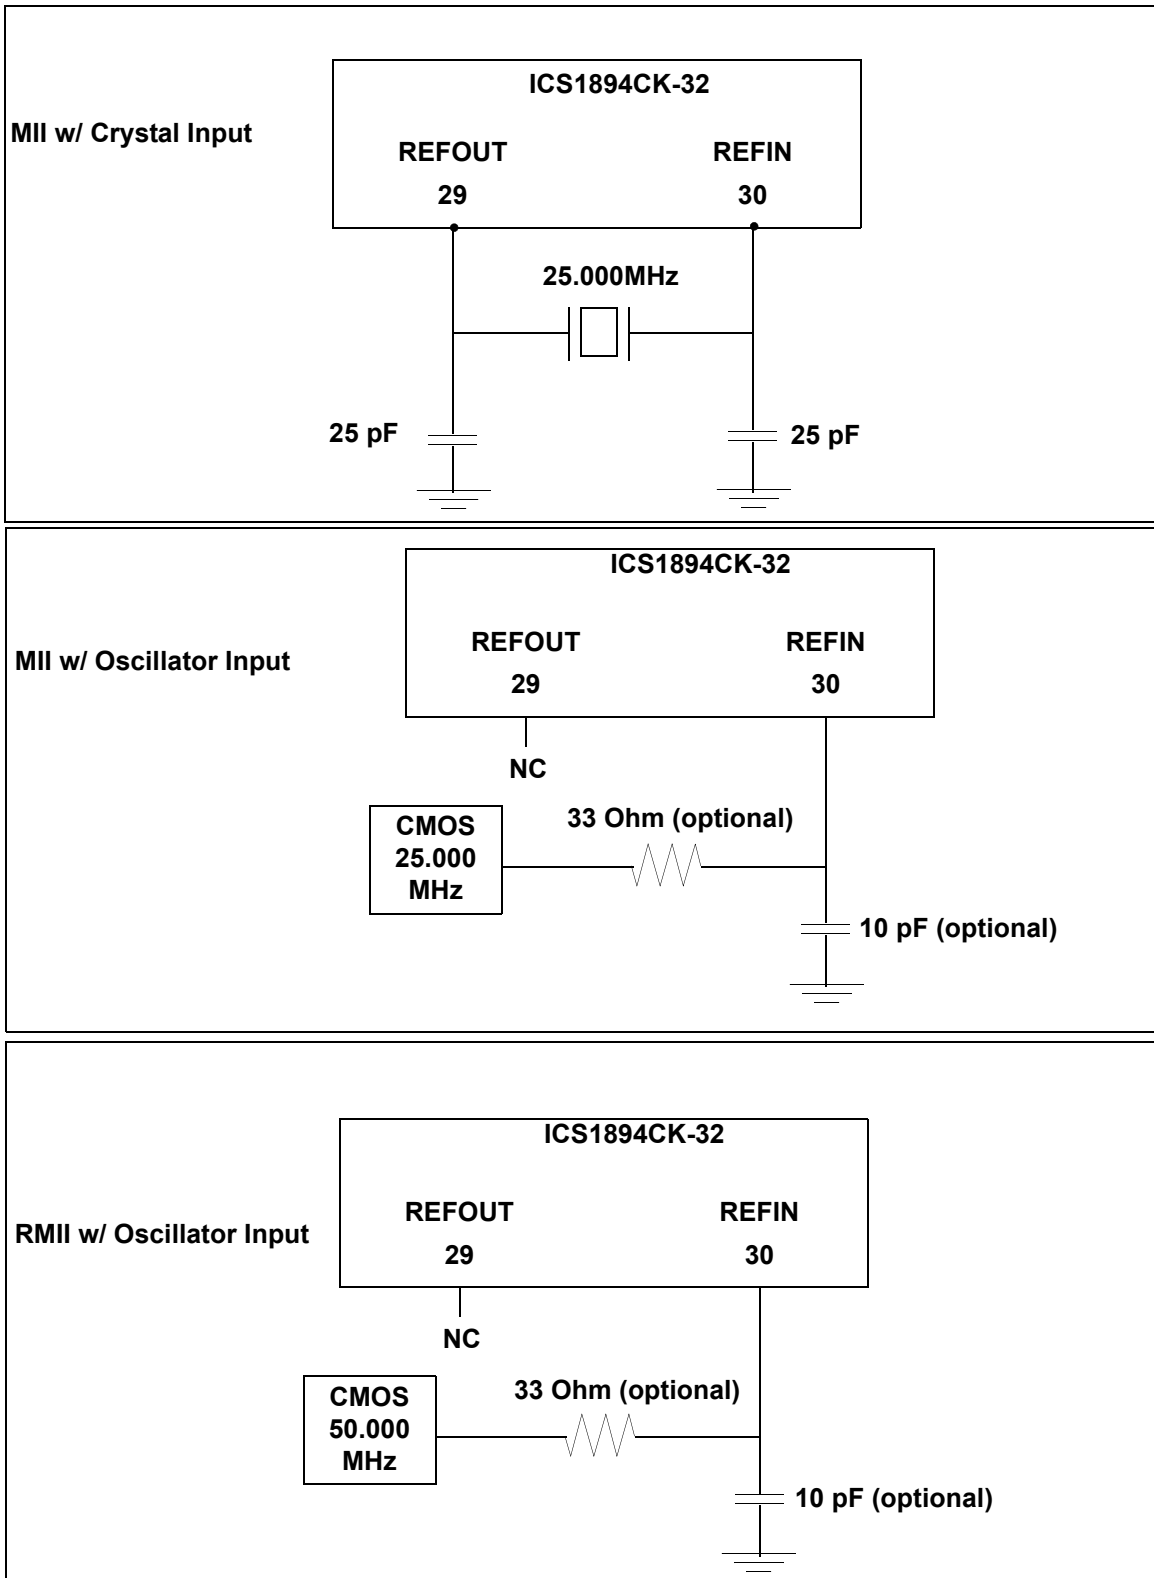 ICS1894CK-32
MII w/ Crystal Input
REFOUT
REFIN
29
30
25.000MHz
25 pF
25 pF
ICS1894CK-32
REFOUT
REFIN
MII w/ Oscillator Input
29
30
NC
33 Ohm (optional)
CMOS
25.000
MHz
10 pF (optional)
ICS1894CK-32
REFOUT
REFIN
RMII w/ Oscillator Input
29
30
NC
33 Ohm (optional)
CMOS
50.000
MHz
10 pF (optional)